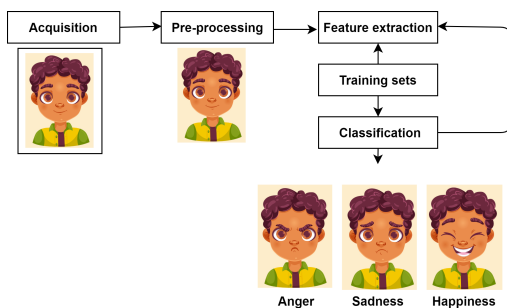 Acquisition
Pre-processing
Feature extraction
Training sets
Classification
Anger
Sadness
Happiness